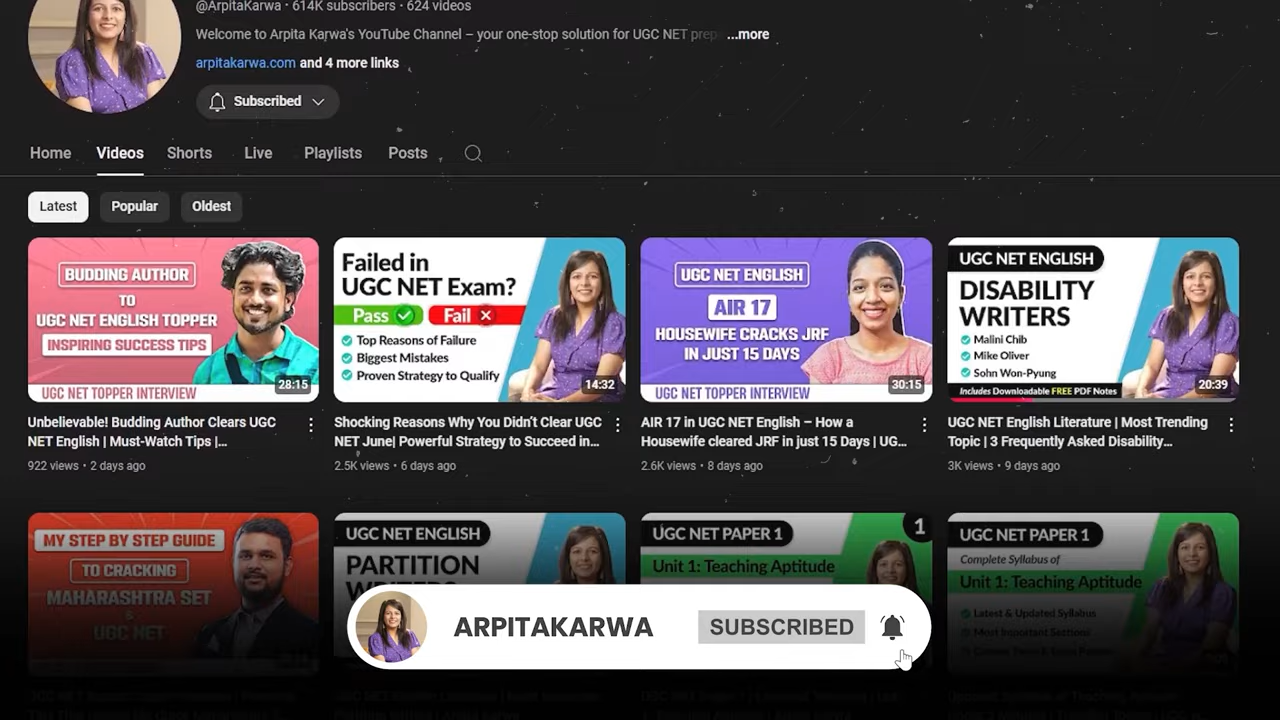 @ArpitaKarwa · 614K subscribers · 624 videos
Welcome to Arpita Karwa's YouTube Channel – your one-stop solution for UGC NET prep ...more
arpitakarwa.com and 4 more links
Subscribed
Home Videos Shorts Live Playlists Posts
Latest Popular Oldest
BUDDING AUTHOR
TO
UGC NET ENGLISH TOPPER
INSPIRING SUCCESS TIPS
UGC NET TOPPER INTERVIEW
28:15
Failed in
UGC NET Exam?
Pass Fail
Top Reasons of Failure
Biggest Mistakes
Proven Strategy to Qualify
14:32
UGC NET ENGLISH
AIR 17
HOUSEWIFE CRACKS JRF
IN JUST 15 DAYS
UGC NET TOPPER INTERVIEW
30:15
UGC NET ENGLISH
DISABILITY
WRITERS
Malini Chib
Mike Oliver
Sohn Won-Pyung
Includes Downloadable FREE PDF Notes
20:39
Unbelievable! Budding Author Clears UGC
NET English | Must-Watch Tips |...
922 views • 2 days ago
Shocking Reasons Why You Didn't Clear UGC
NET June| Powerful Strategy to Succeed in...
2.5K views • 6 days ago
AIR 17 in UGC NET English – How a
Housewife cleared JRF in just 15 Days | UG...
2.6K views • 8 days ago
UGC NET English Literature | Most Trending
Topic | 3 Frequently Asked Disability...
3K views • 9 days ago
MY STEP BY STEP GUIDE
TO CRACKING
MAHARASHTRA SET
&
UGC NET
UGC NET ENGLISH
PARTITION
UGC NET PAPER 1
1
Unit 1: Teaching Aptitude
UGC NET PAPER 1
Complete Syllabus of
Unit 1: Teaching Aptitude
Latest & Updated Syllabus
Most Important Sections
ARPITAKARWA SUBSCRIBED